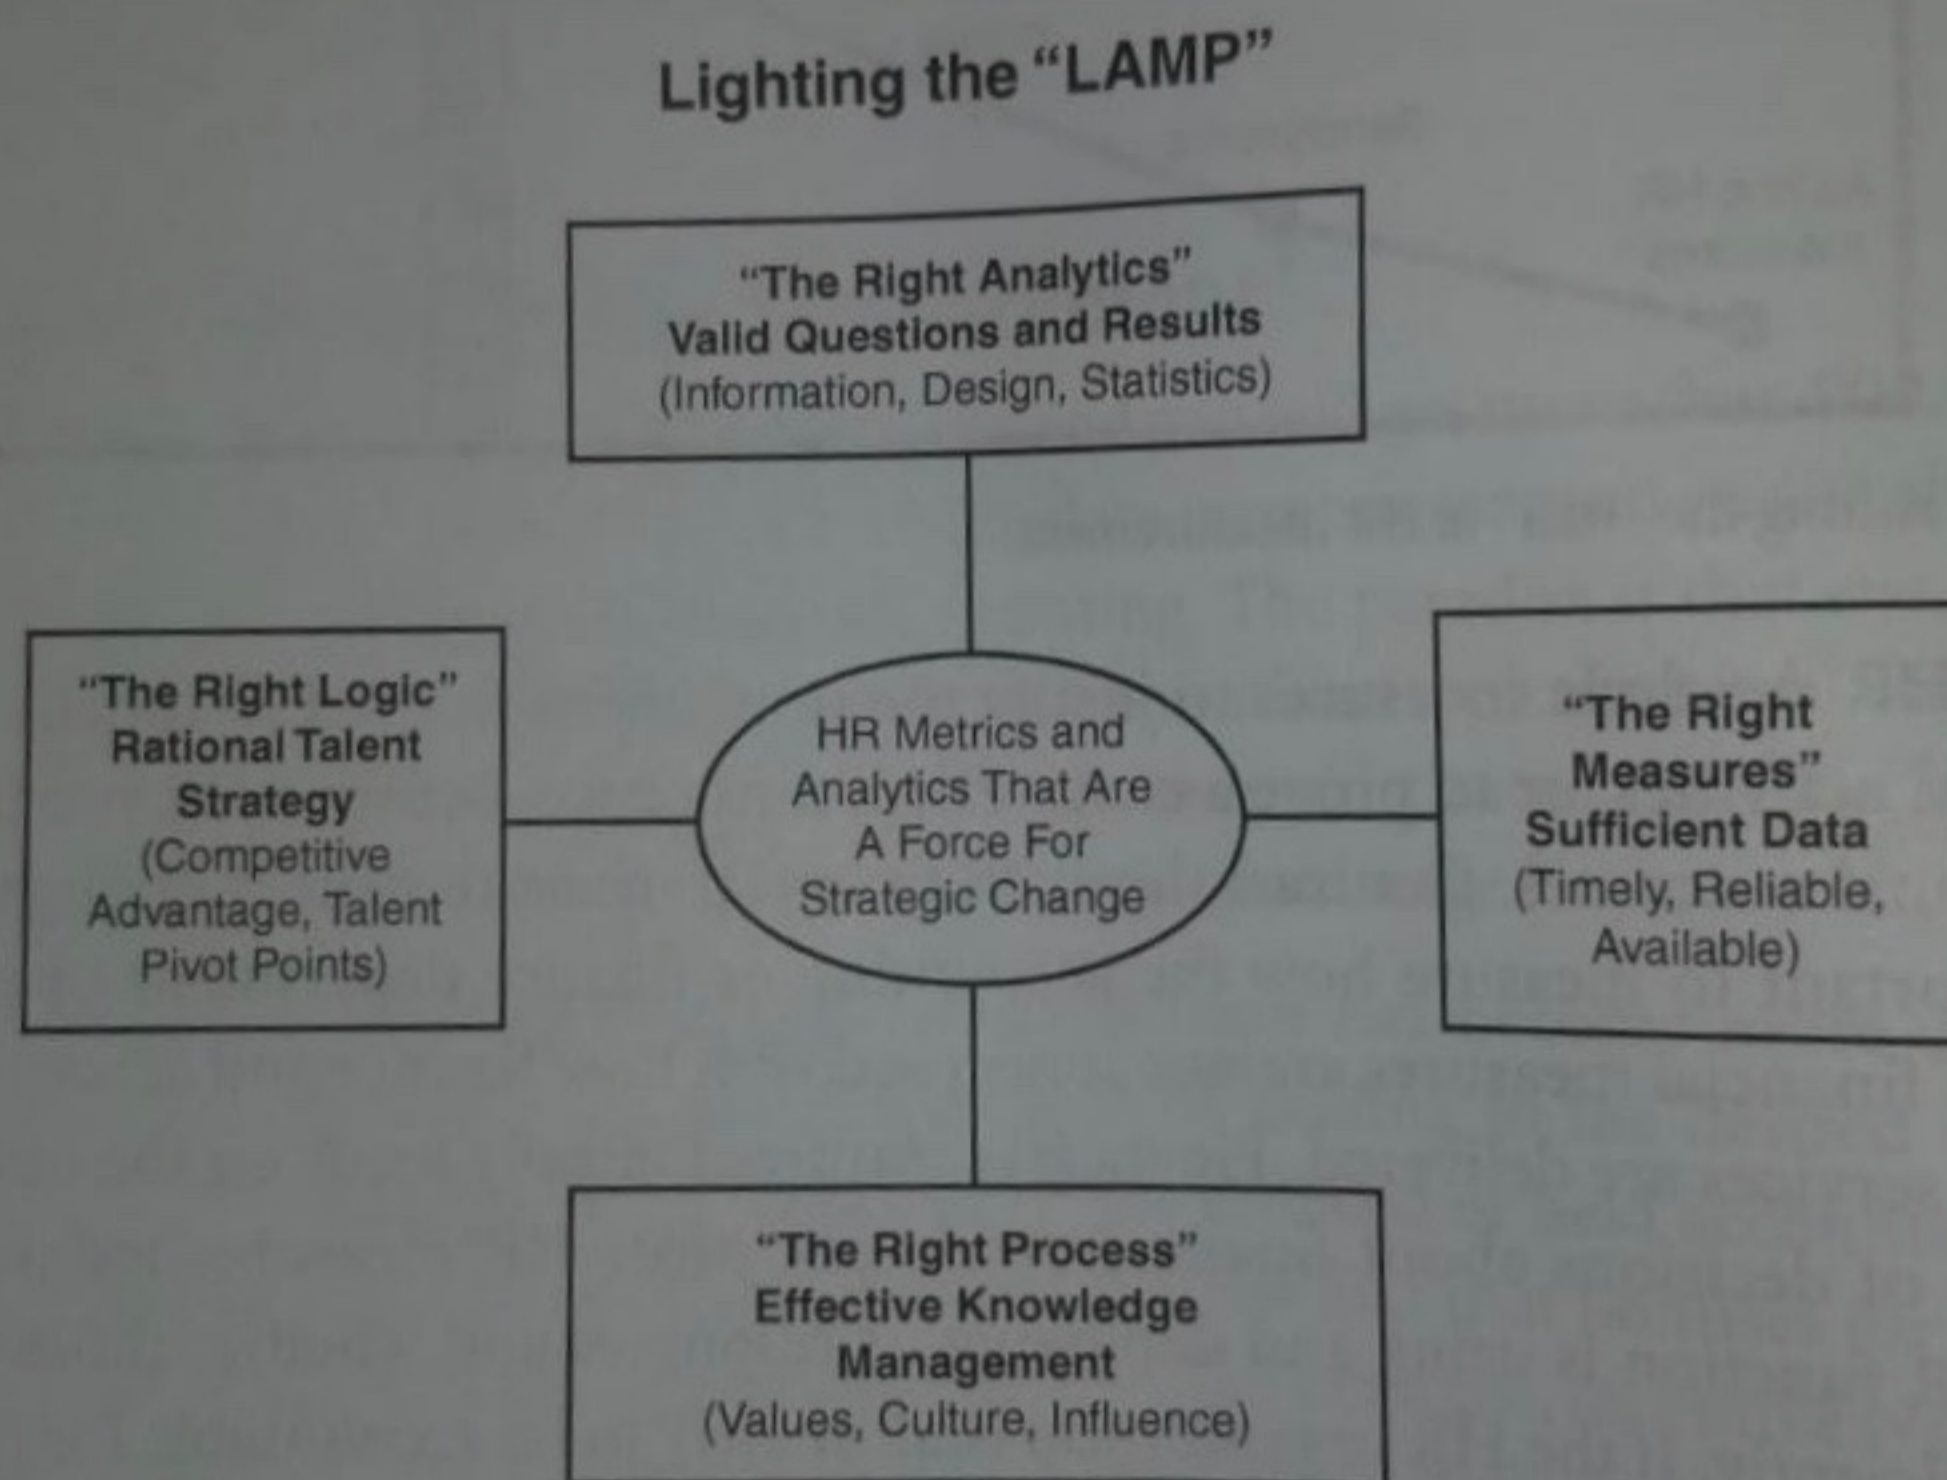 Lighting the “LAMP”
“The Right Analytics”
Valid Questions and Results
(Information, Design, Statistics)
“The Right Logic”
Rational Talent
Strategy
(Competitive
Advantage, Talent
Pivot Points)
HR Metrics and
Analytics That Are
A Force For
Strategic Change
“The Right
Measures”
Sufficient Data
(Timely, Reliable,
Available)
“The Right Process”
Effective Knowledge
Management
(Values, Culture, Influence)